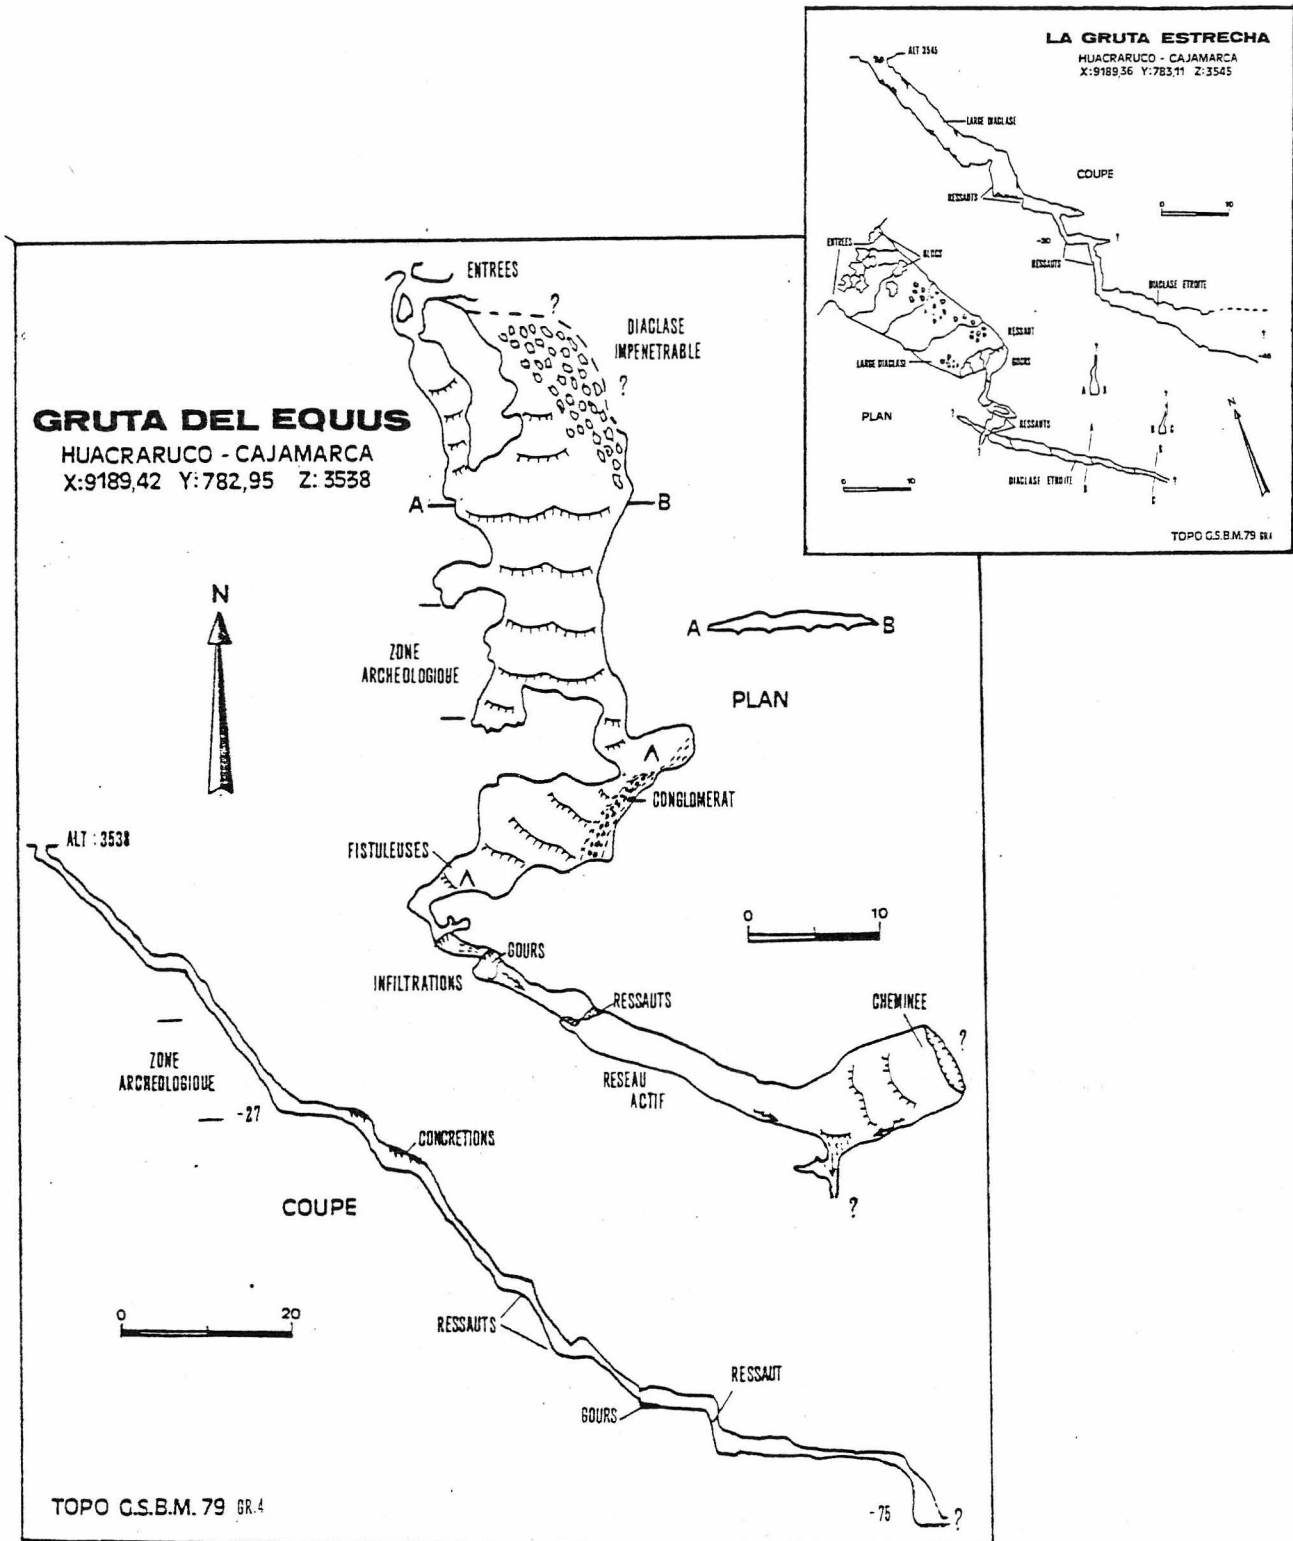 LA GRUTA ESTRECHA
HUACRARUCO - CAJAMARCA
X:9189,36 Y:783,11 Z:3545
ALT 3545
LARGE DIACLASE
COUPE
RESSAUTS
0 10
-30
?
RESSAUTS
DIACLASE ETROITE
?
ENTREES
BLOCS
RESSAUT
GOURS
LARGE DIACLASE
PLAN
?
A A
?
B C
N
?
RESSAUTS
?
A
B
C
C
DIACLASE ETROITE
?
0 10
TOPO G.S.B.M. 79 GR.4
ENTREES
?
DIACLASE
IMPENETRABLE
?
GRUTA DEL EQUUS
HUACRARUCO - CAJAMARCA
X:9189,42 Y:782,95 Z:3538
A B
N
A B
ZONE
ARCHEOLOGIQUE
PLAN
CONGLOMERAT
ALT : 3538
FISTULEUSES
0 10
GOURS
INFILTRATIONS
RESSAUTS
CHEMINEE
?
ZONE
ARCHEOLOGIQUE
RESEAU
ACTIF
-27
CONCRETIONS
?
COUPE
0 20
RESSAUTS
RESSAUT
GOURS
TOPO G.S.B.M. 79 GR.4
-75
?